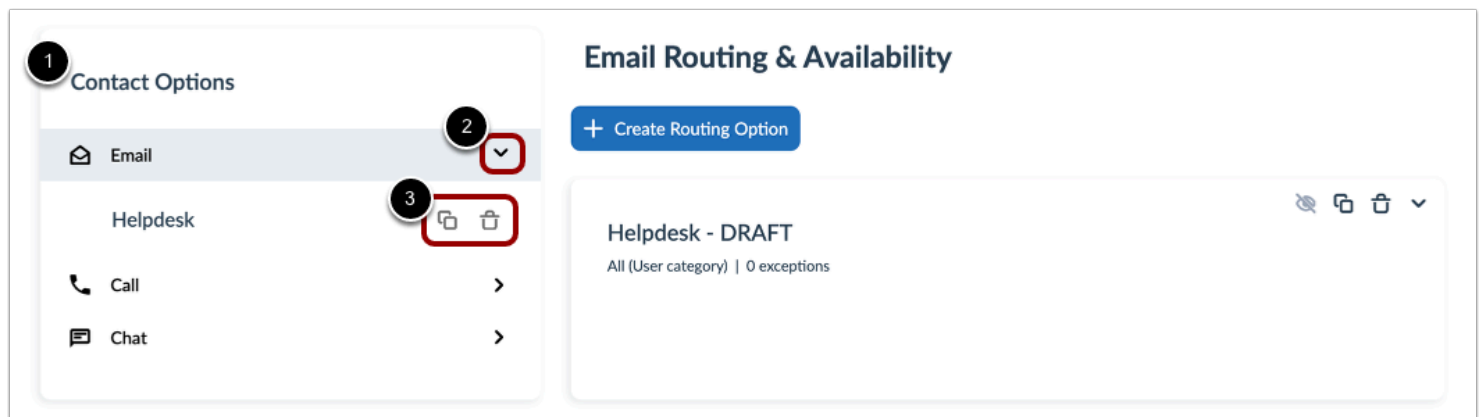 1
Contact Options
2
Email
3
Helpdesk
Call
Chat
Email Routing & Availability
+ Create Routing Option
Helpdesk - DRAFT
All (User category) | 0 exceptions